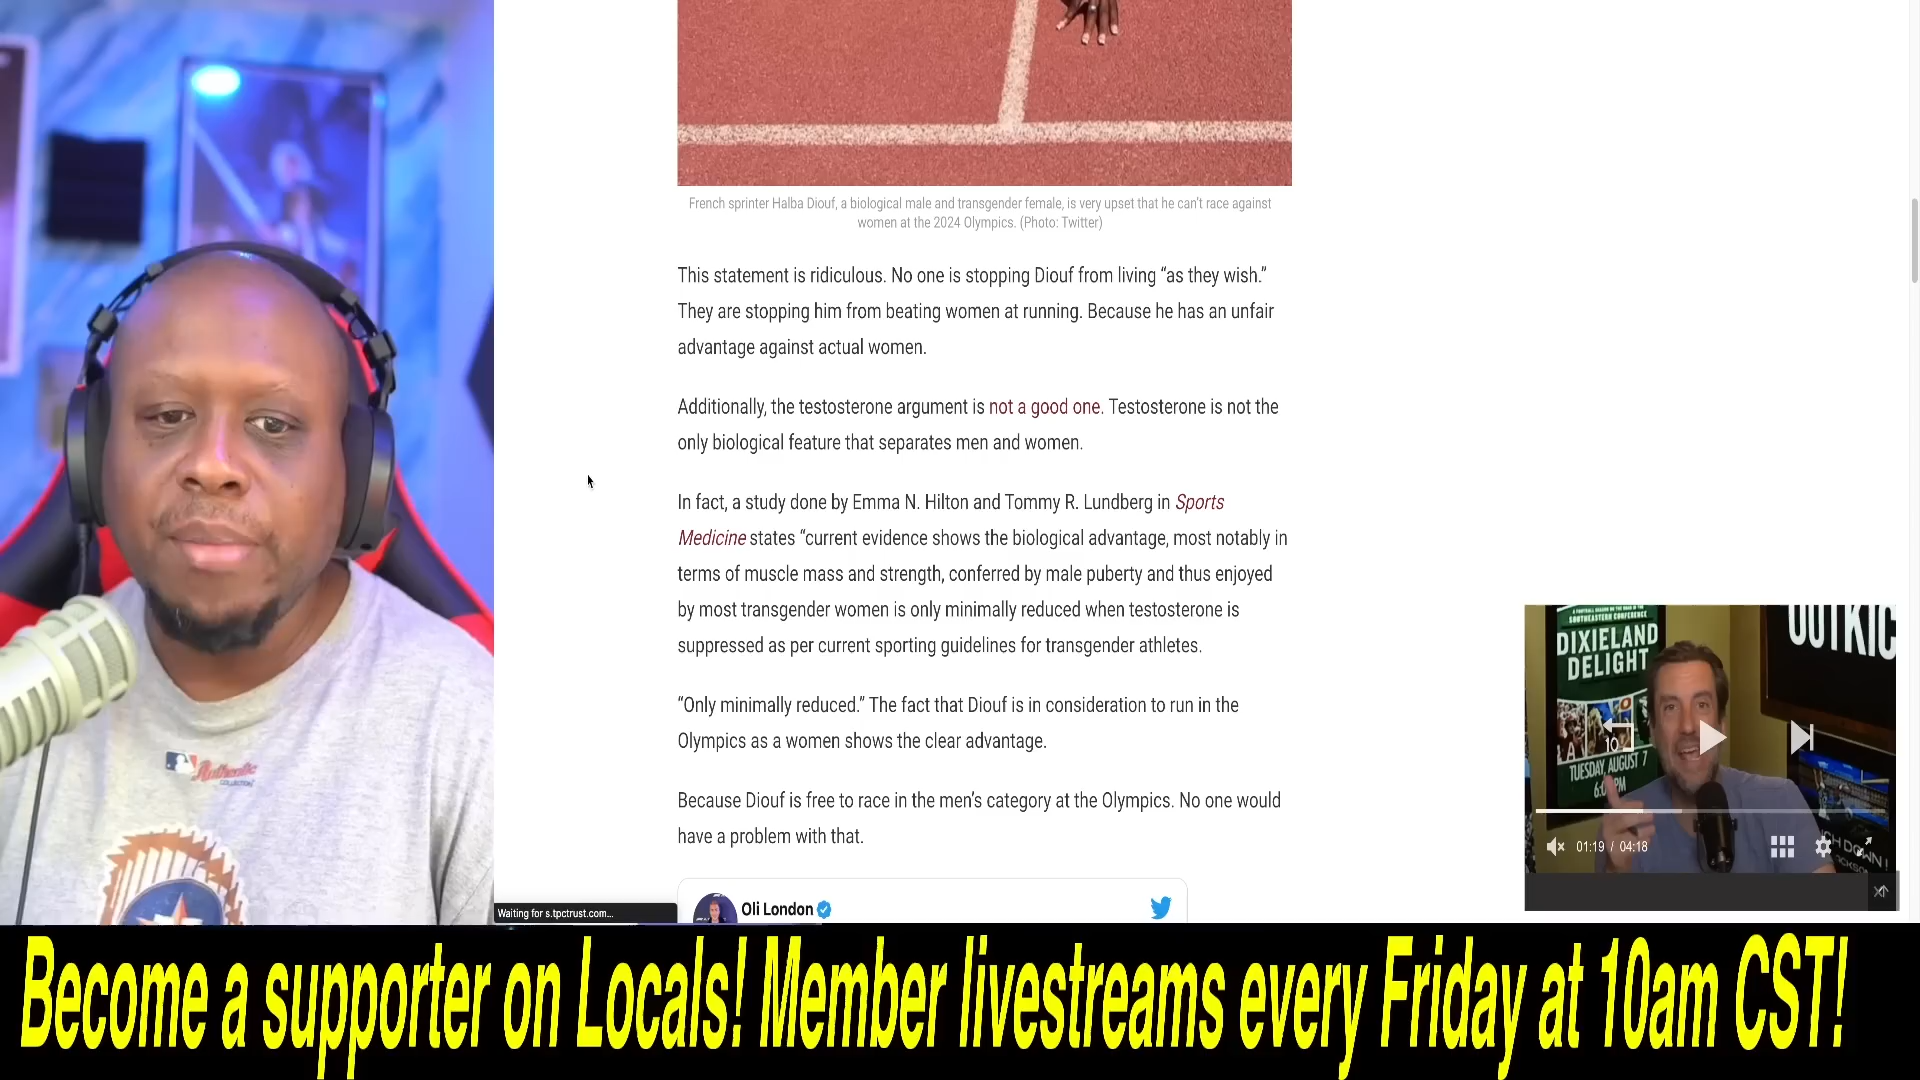 French sprinter Halba Diouf, a biological male and transgender female, is very upset that he can't race against
women at the 2024 Olympics. (Photo: Twitter)
This statement is ridiculous. No one is stopping Diouf from living “as they wish.”
They are stopping him from beating women at running. Because he has an unfair
advantage against actual women.
Additionally, the testosterone argument is not a good one. Testosterone is not the
only biological feature that separates men and women.
In fact, a study done by Emma N. Hilton and Tommy R. Lundberg in Sports
Medicine states “current evidence shows the biological advantage, most notably in
terms of muscle mass and strength, conferred by male puberty and thus enjoyed
by most transgender women is only minimally reduced when testosterone is
suppressed as per current sporting guidelines for transgender athletes.
“Only minimally reduced.” The fact that Diouf is in consideration to run in the
Olympics as a women shows the clear advantage.
Because Diouf is free to race in the men's category at the Olympics. No one would
have a problem with that.
Oli London
Waiting for s.tpctrust.com...
Authentic
COLLECTION
SOUTHEASTERN CONFERENCE
DIXIELAND
DELIGHT
TUESDAY, AUGUST 7
OUTKIC
10
01:19 / 04:18
Become a supporter on Locals! Member livestreams every Friday at 10am CST!